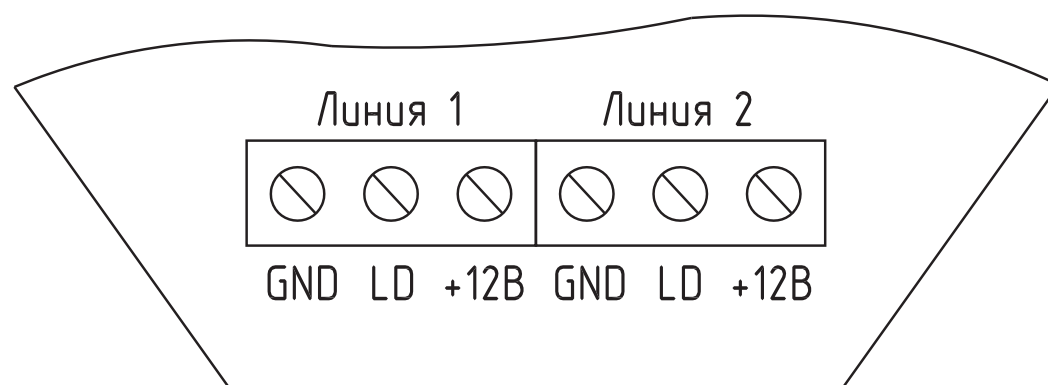 Линия 1 Линия 2
GND LD +12В GND LD +12В